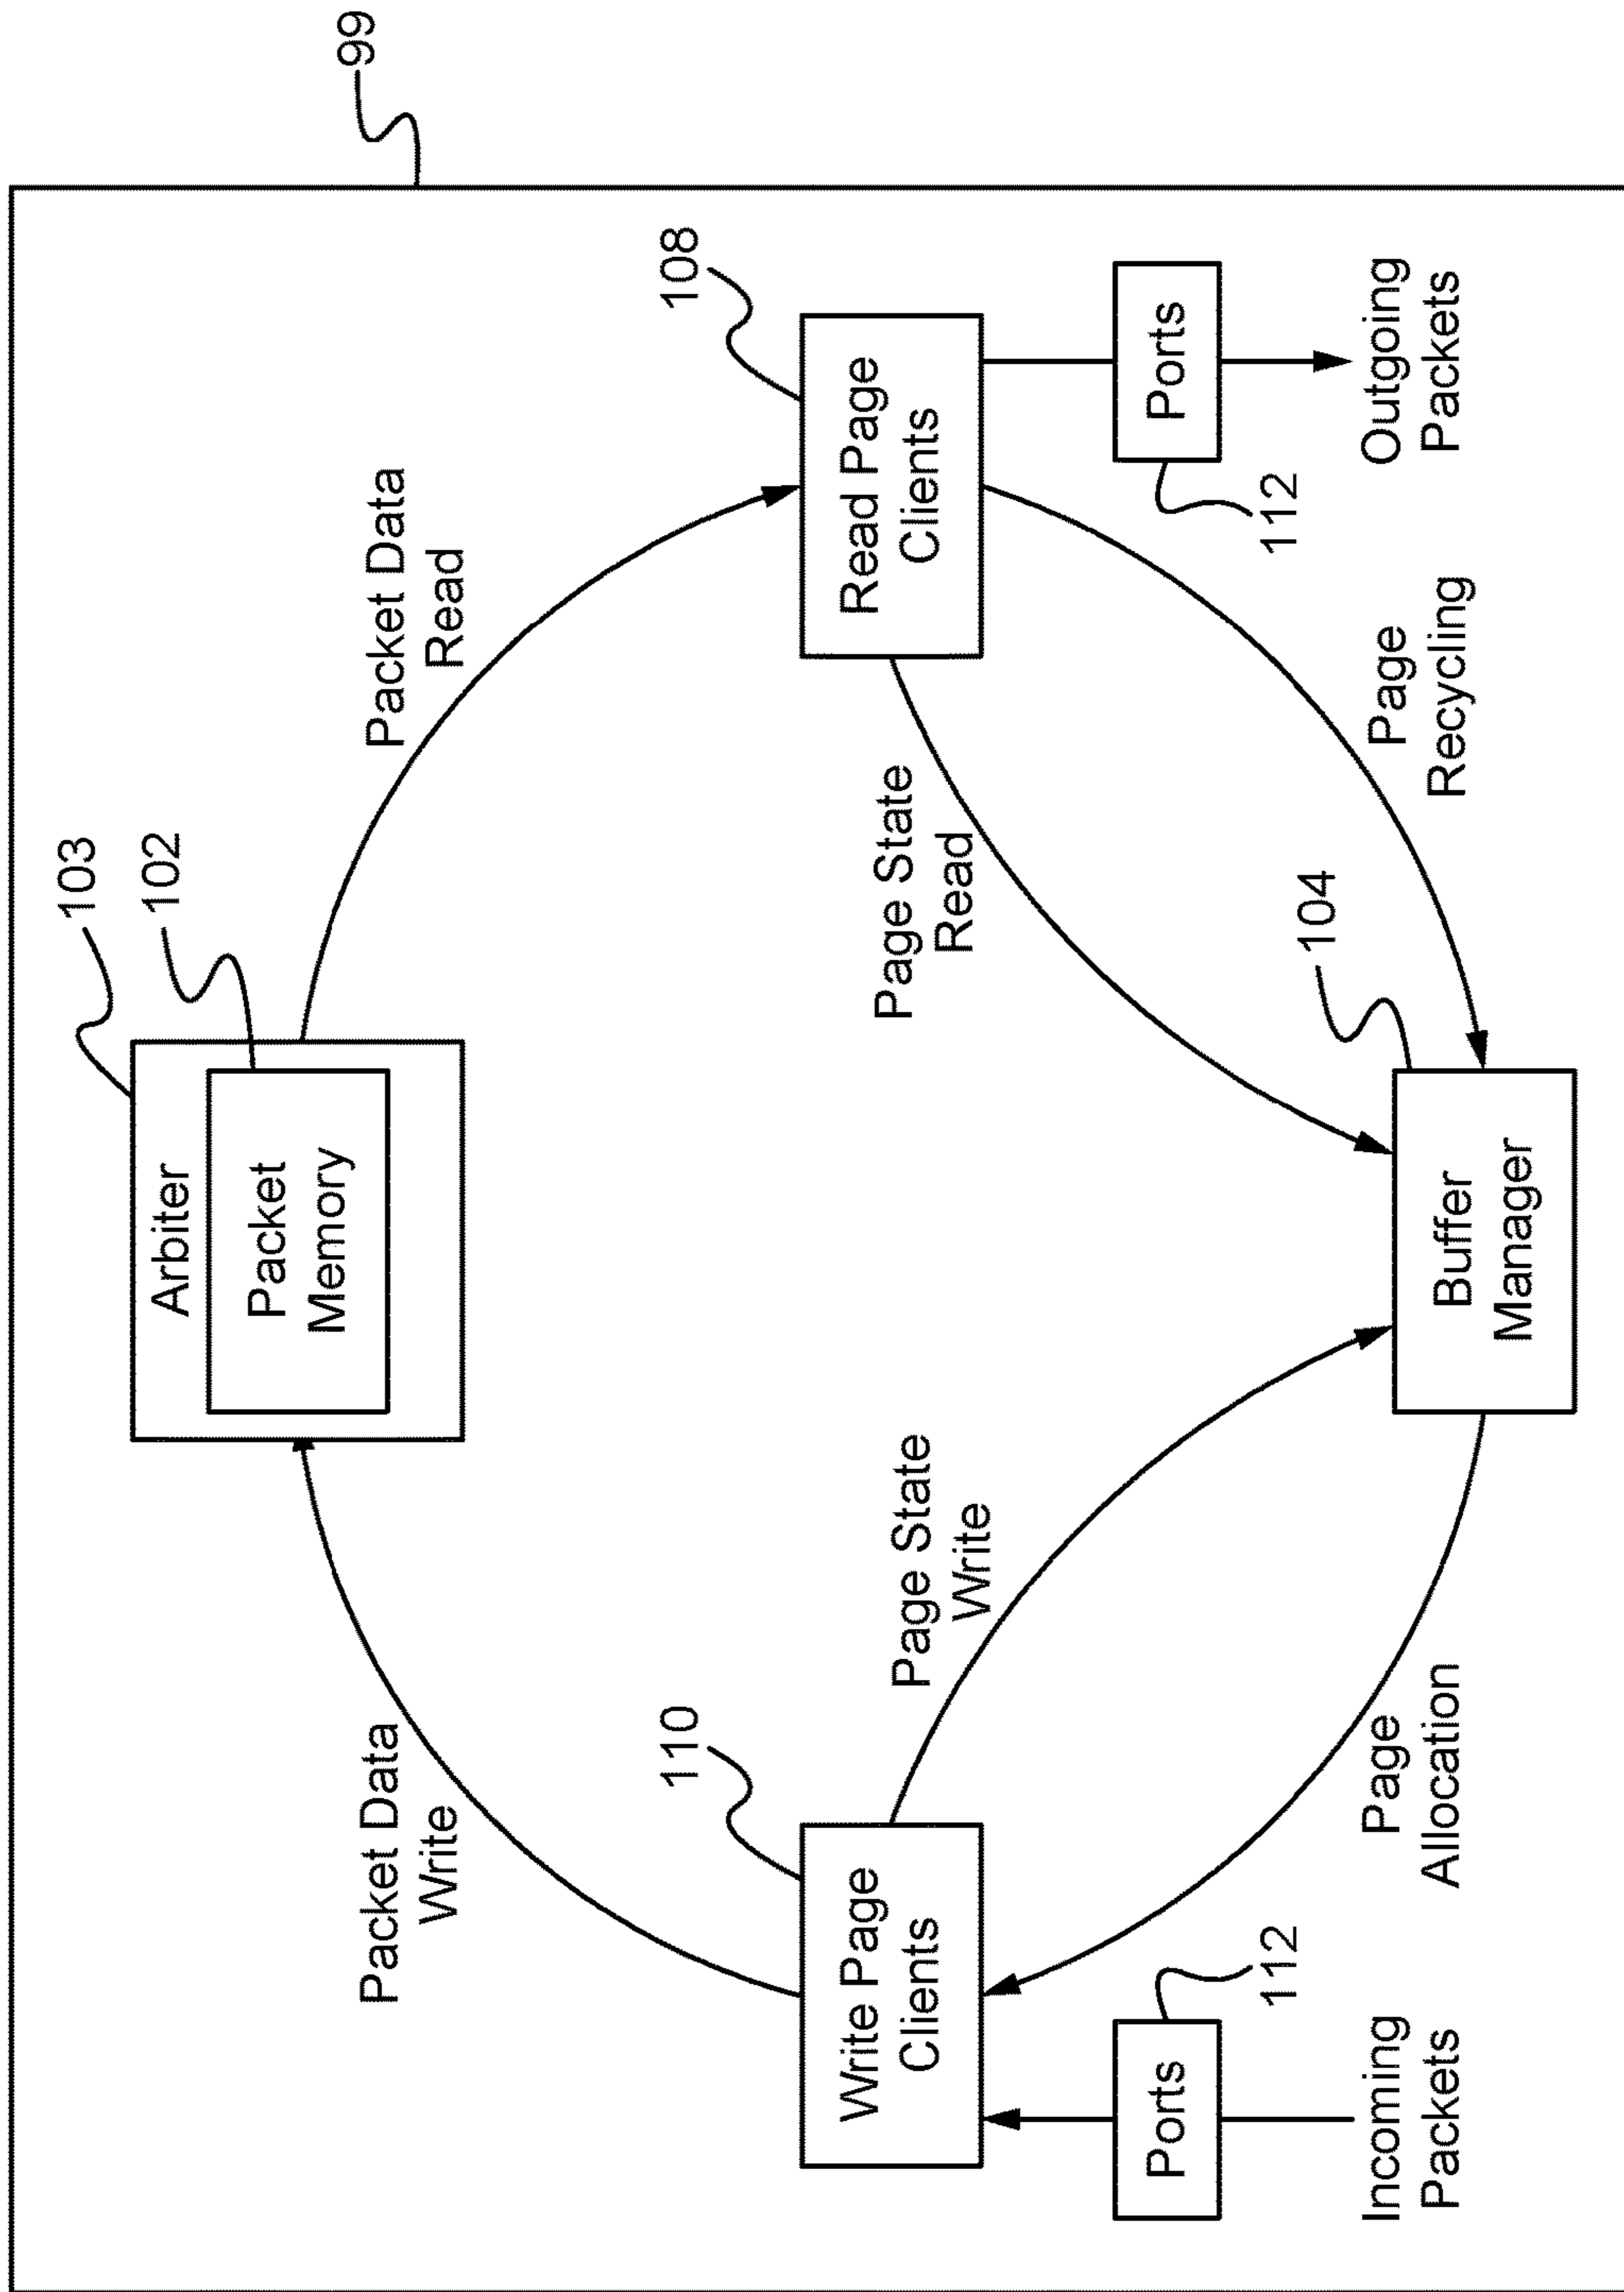 99
103
102
Arbiter
Packet
Memory
Packet Data
Write
Packet Data
Read
110
108
Write Page
Clients
Page State
Write
Page State
Read
Read Page
Clients
Ports
112
104
112
Ports
Incoming
Packets
Page
Allocation
Buffer
Manager
Page
Recycling
Outgoing
Packets